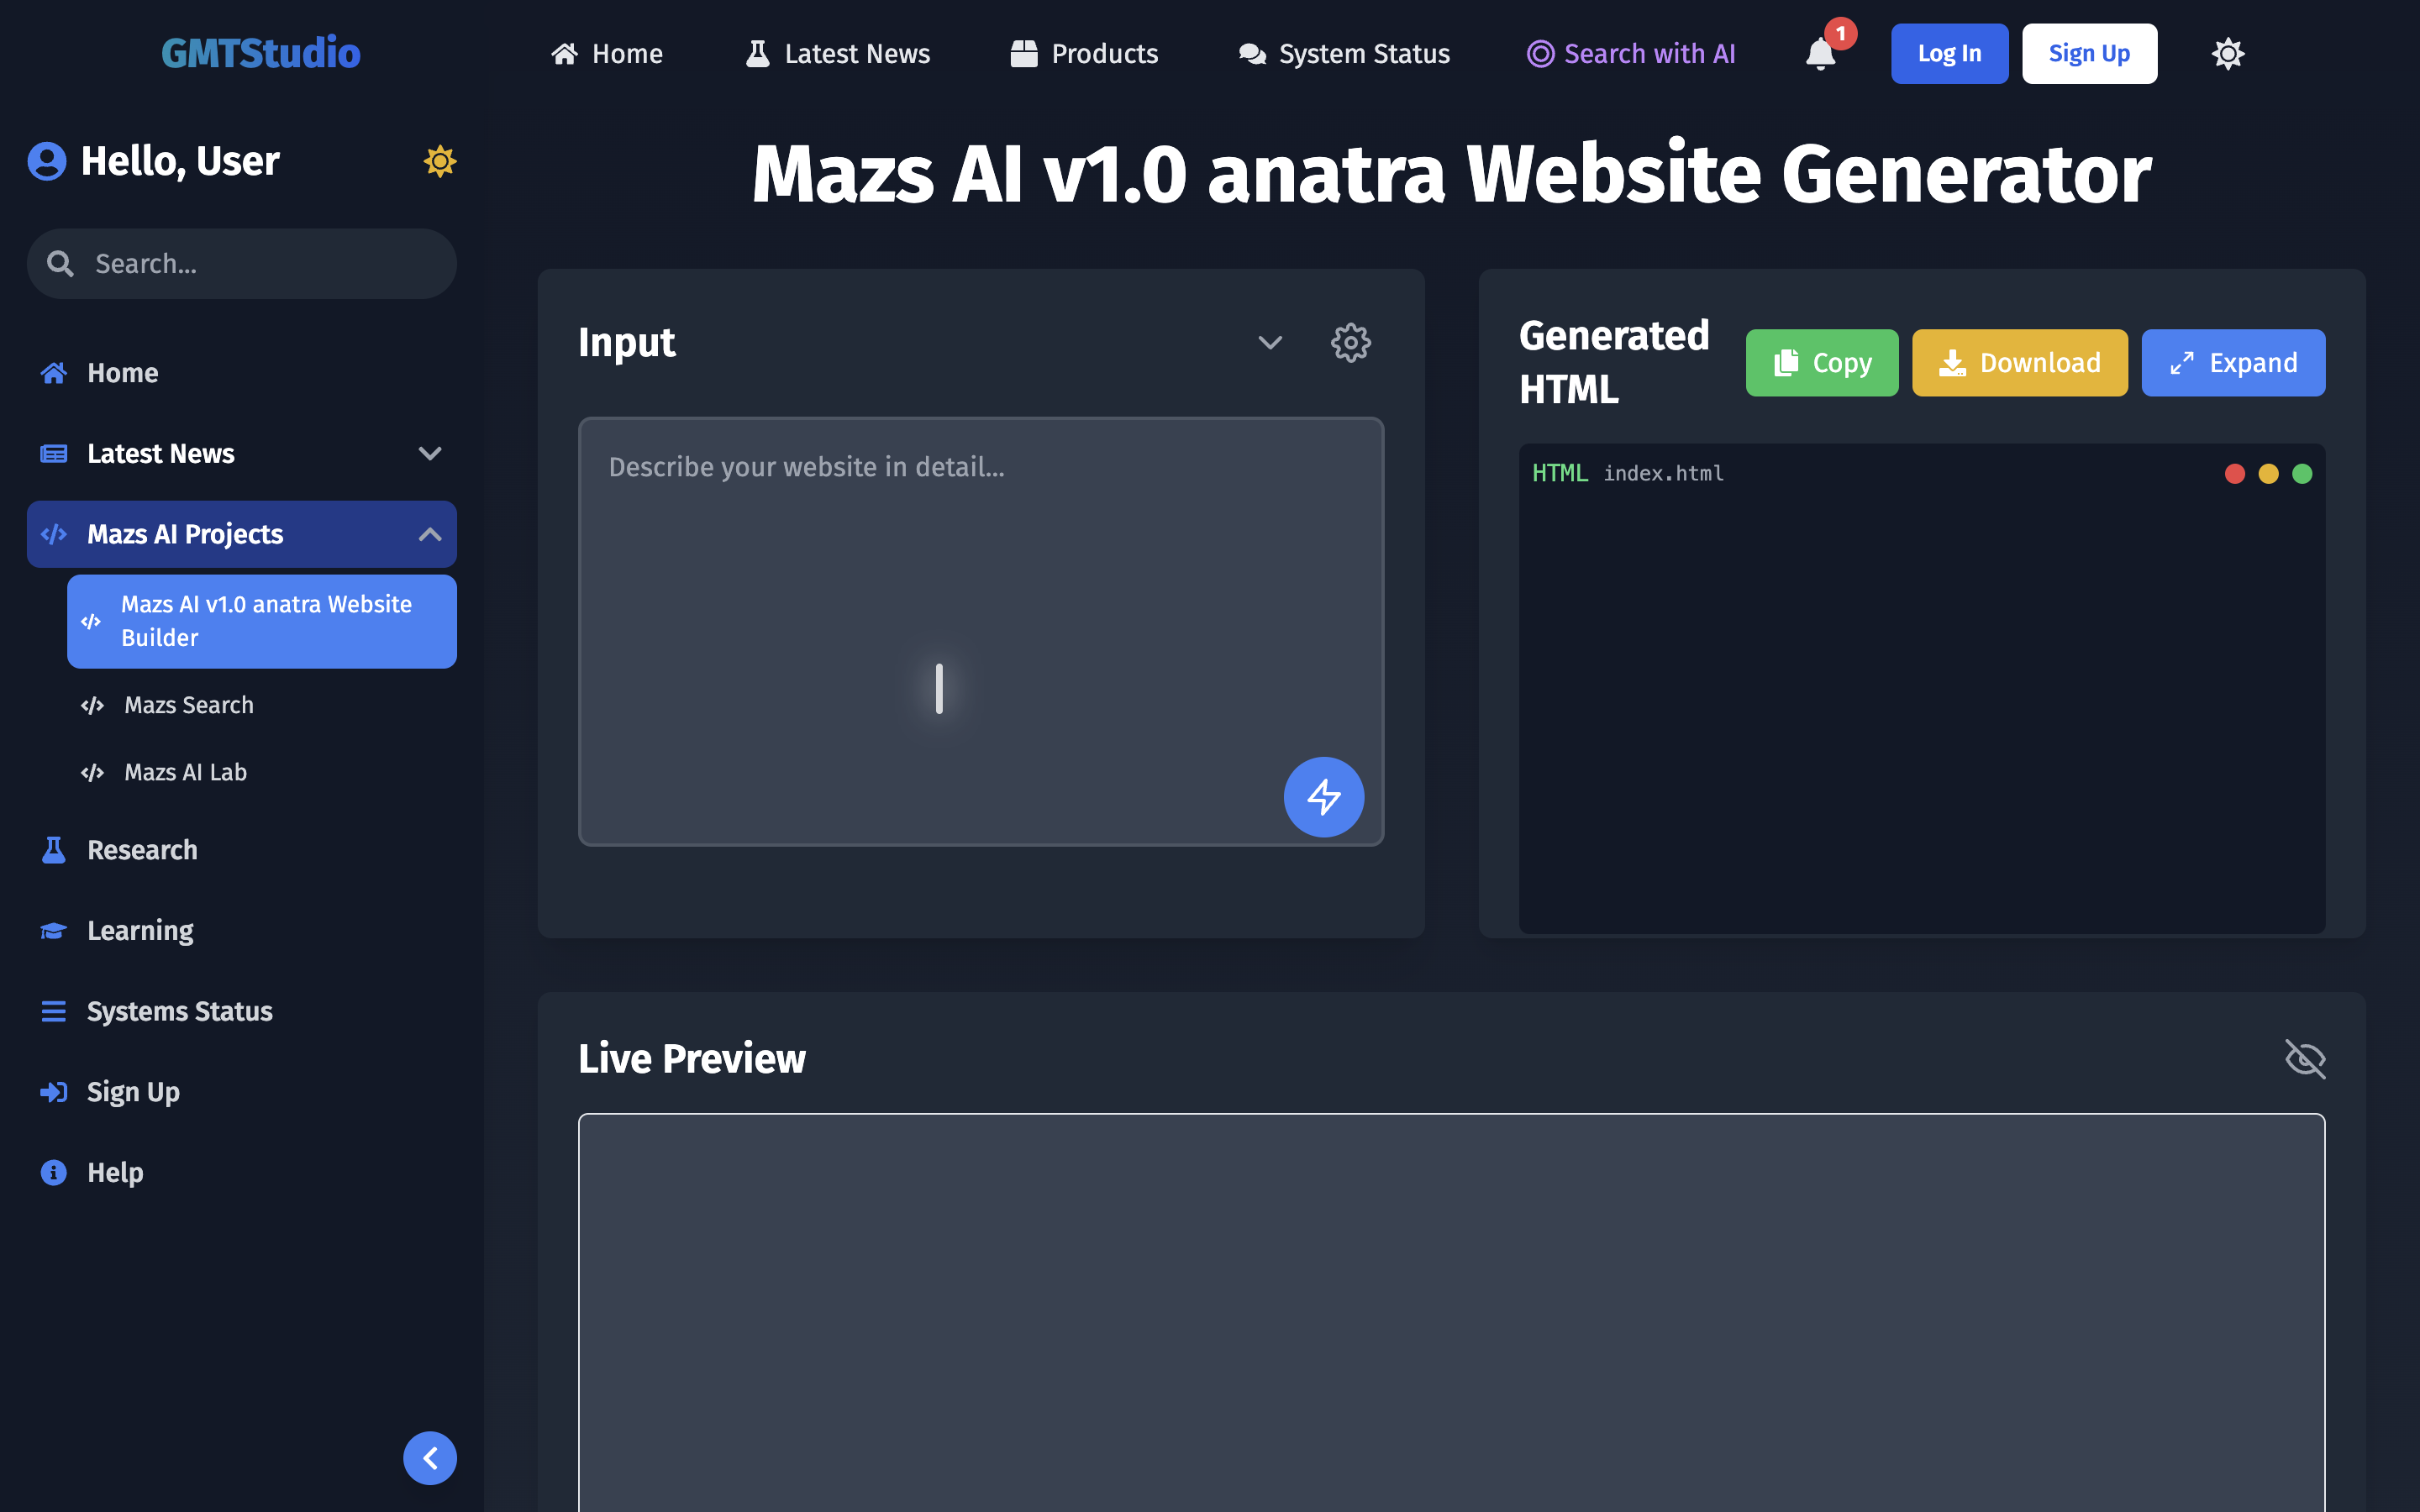 GMTStudio
Home
Latest News
Products
System Status
Search with AI
1
Log In
Sign Up
Hello, User
Search...
Home
Latest News
Mazs AI Projects
Mazs AI v1.0 anatra Website
Builder
Mazs Search
Mazs AI Lab
Research
Learning
Systems Status
Sign Up
Help
Mazs AI v1.0 anatra Website Generator
Input
Describe your website in detail...
Generated
HTML
Copy
Download
Expand
HTML index.html
Live Preview